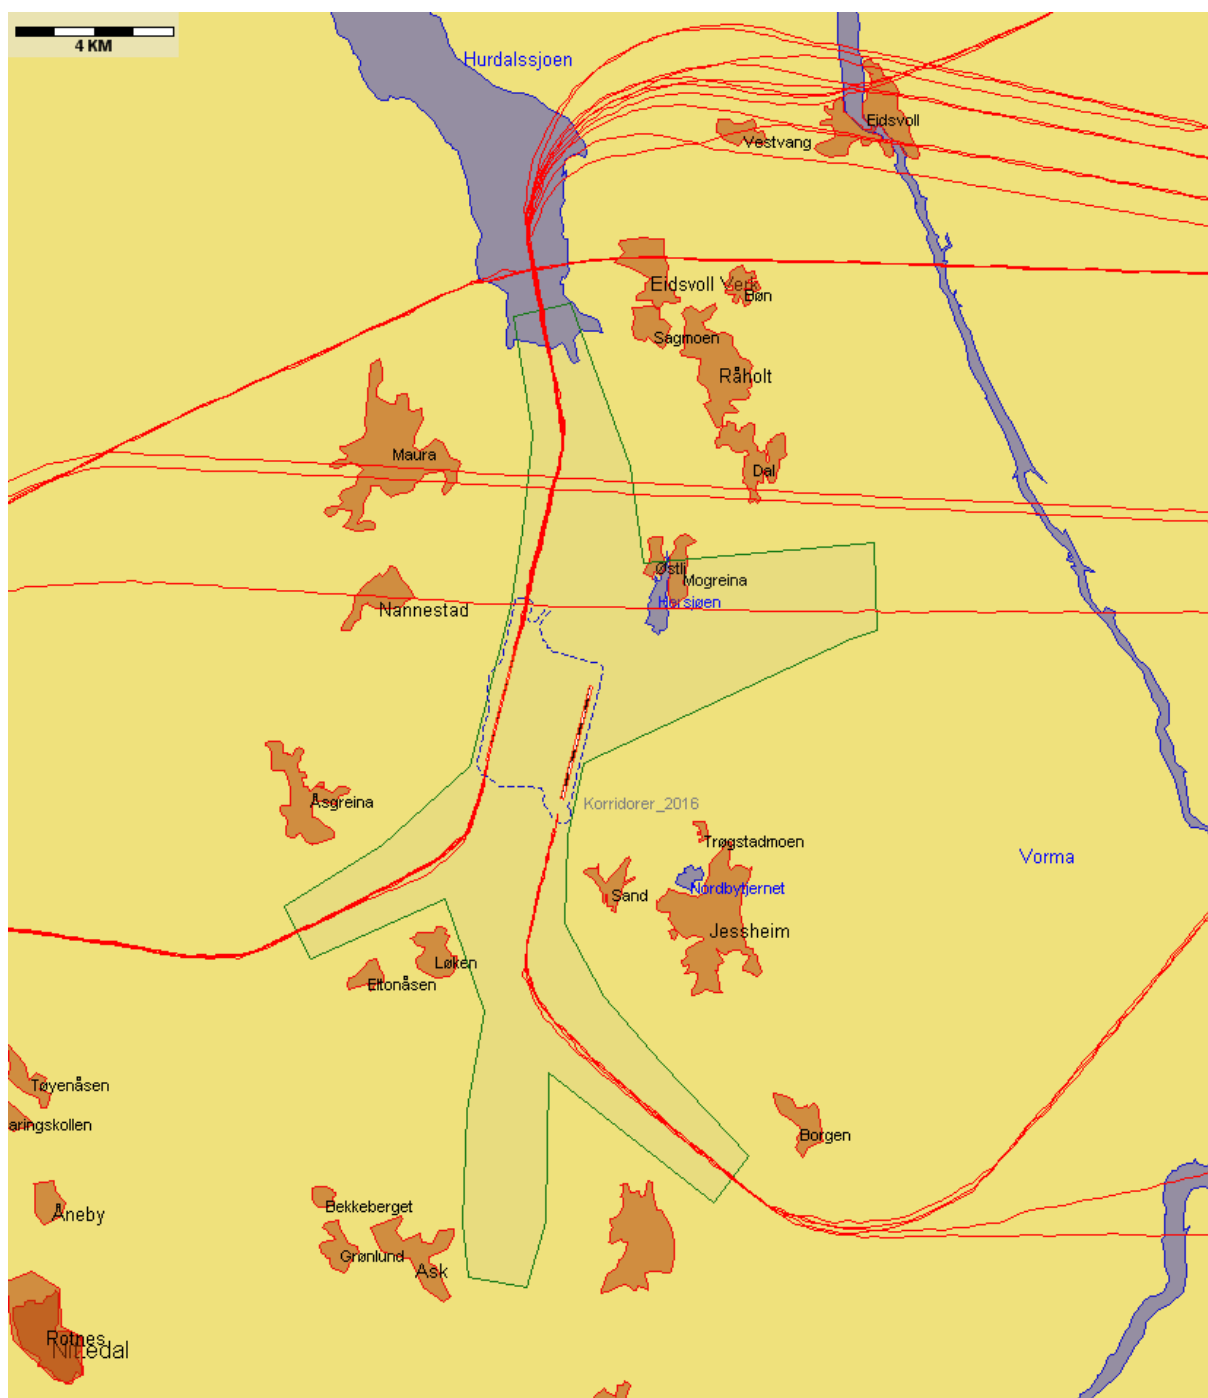 4 KM
Hurdalssjoen
Eidsvoll
Vestvang
Eidsvoll Verk
Bøn
Sagmoen
Råholt
Maura
Dal
Østli
Mogreina
Hersjøen
Nannestad
Åsgreina
Korridorer_2016
Trøgstadmoen
Vorma
Nordbytjernet
Sand
Jessheim
Løken
Eltonåsen
Tøyenåsen
aringskollen
Borgen
Bekkeberget
Åneby
Grønlund
Ask
Rotnes
Nittedal